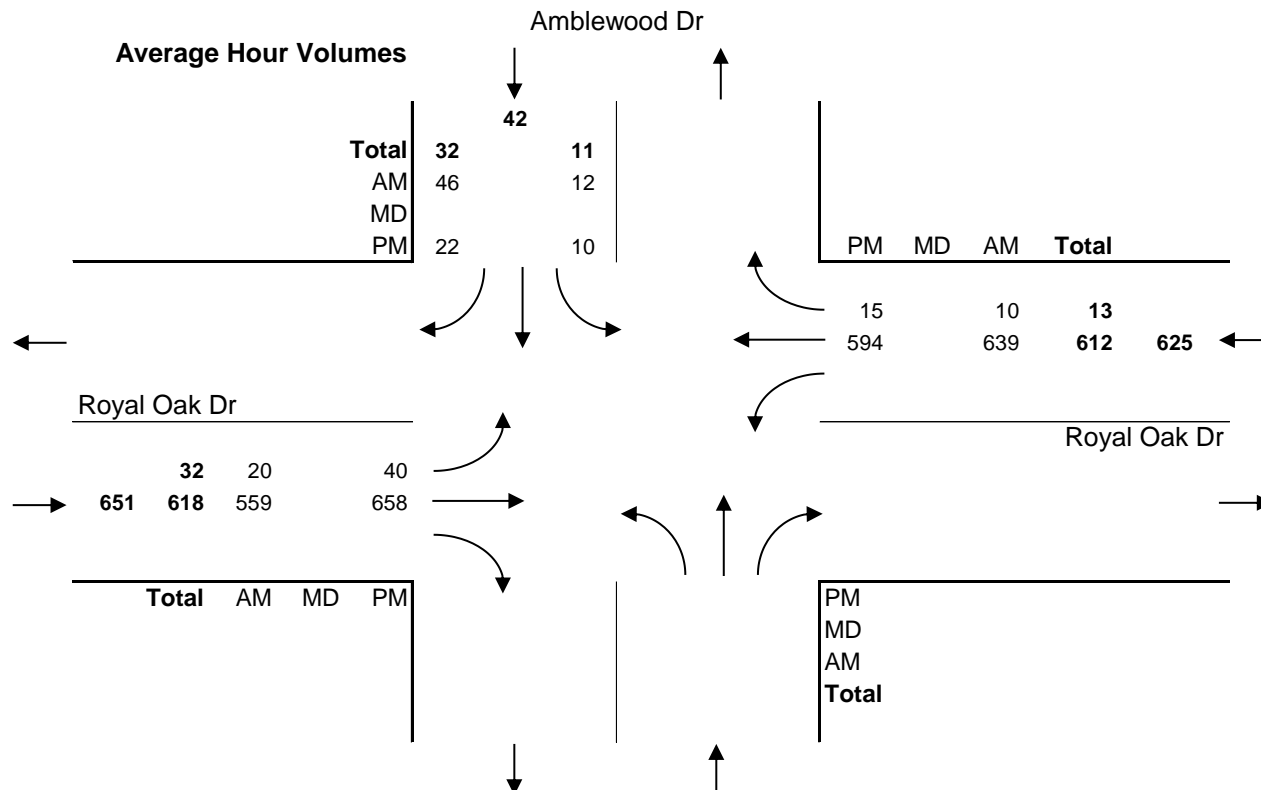 Amblewood Dr
Average Hour Volumes
42
Total 32 11
AM 46 12
MD
PM 22 10
PM MD AM Total
15 10 13
594 639 612 625
Royal Oak Dr
Royal Oak Dr
32 20 40
651 618 559 658
Total AM MD PM
PM
MD
AM
Total